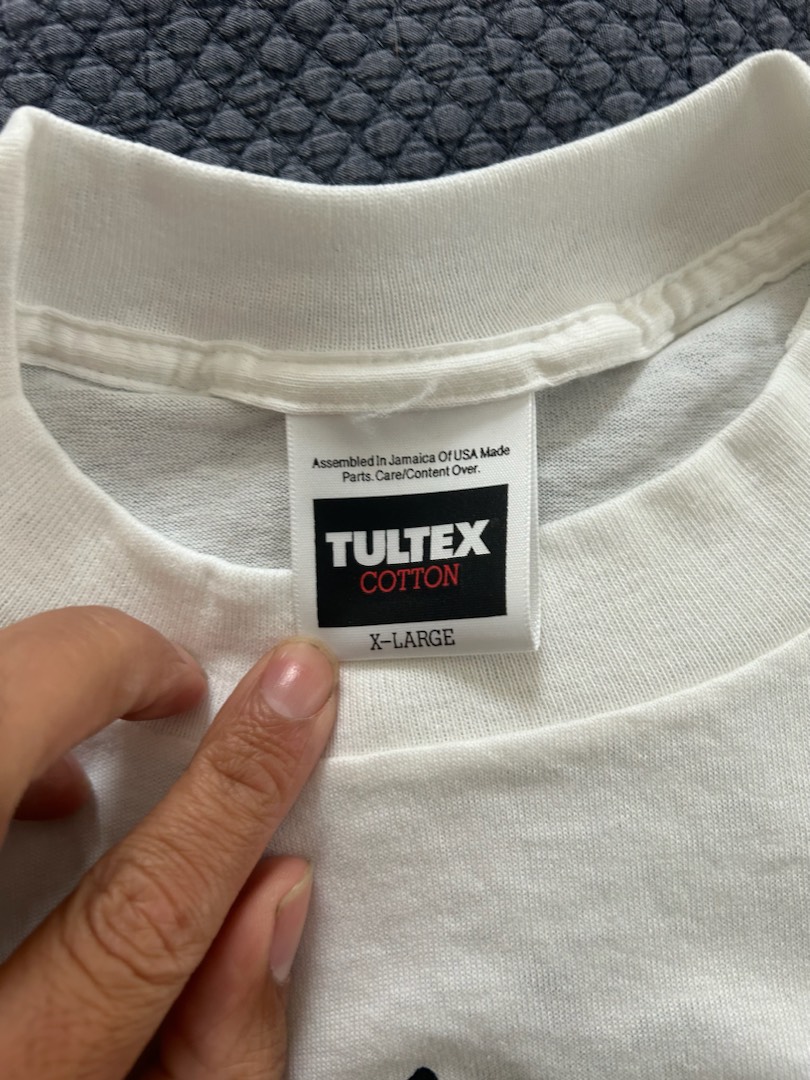 Assembled In Jamaica Of USA Made
Parts. Care/Content Over.
TULTEX
COTTON
X-LARGE